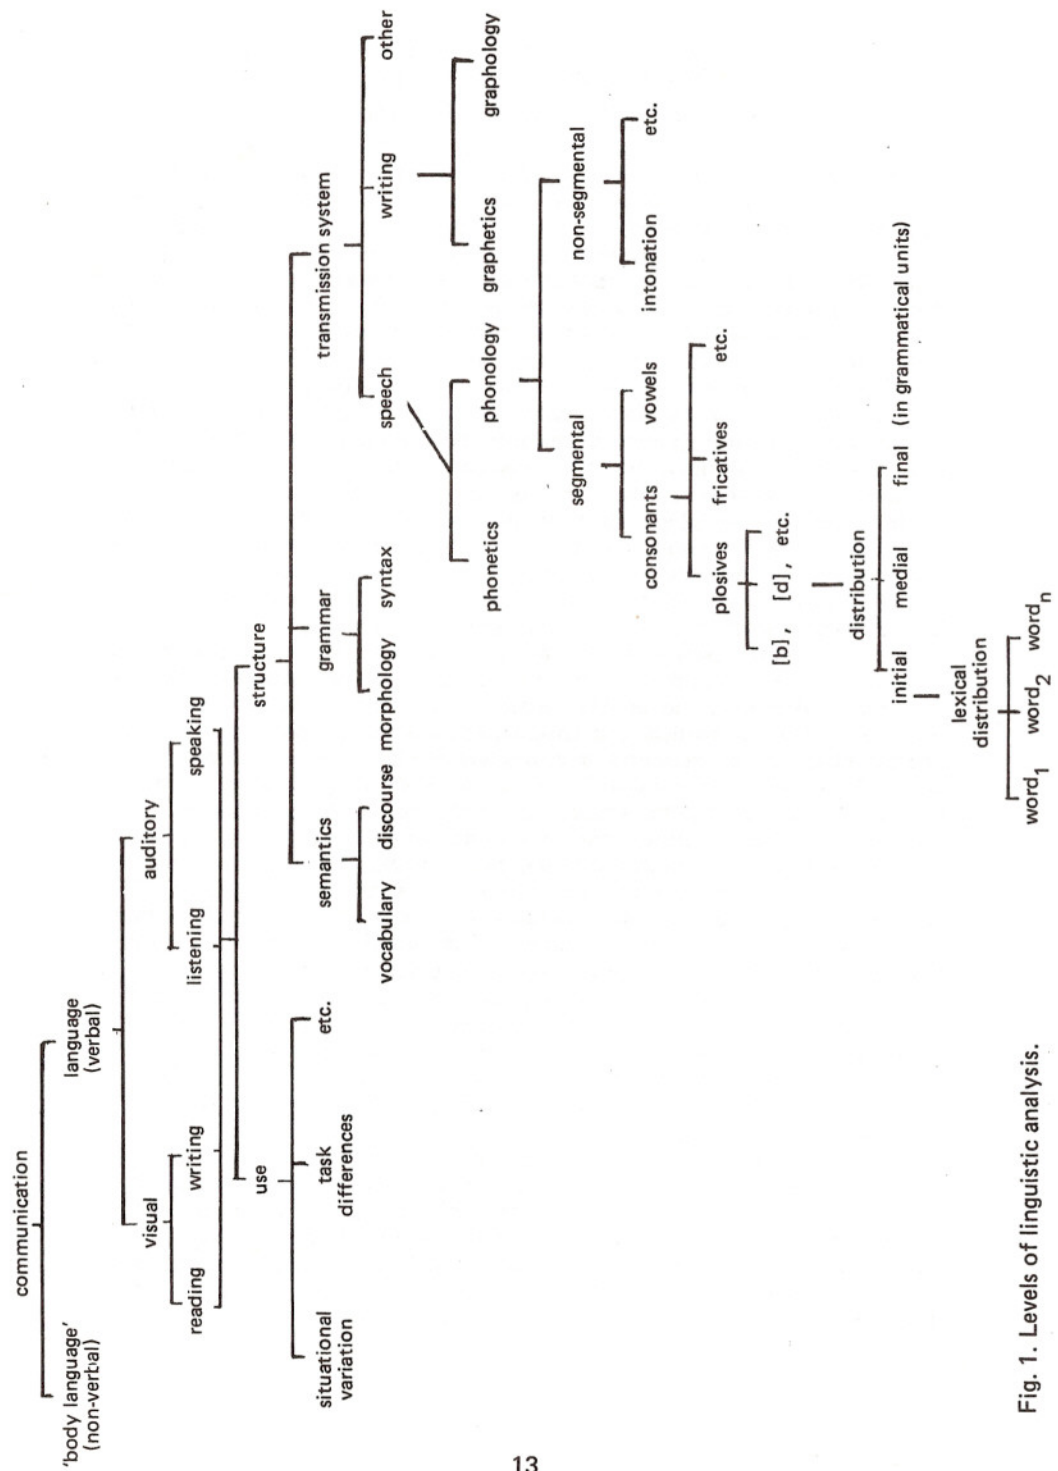 communication
'body language' language
(non-verbal) (verbal)
visual auditory
reading writing listening speaking
use structure
situational task etc. semantics grammar transmission system
variation differences
vocabulary discourse morphology syntax speech writing other
phonetics phonology graphetics graphology
segmental non-segmental
consonants vowels intonation etc.
plosives fricatives etc.
[b], [d], etc.
distribution
initial medial final (in grammatical units)
lexical
distribution
word1 word2 wordn
Fig. 1. Levels of linguistic analysis.
13